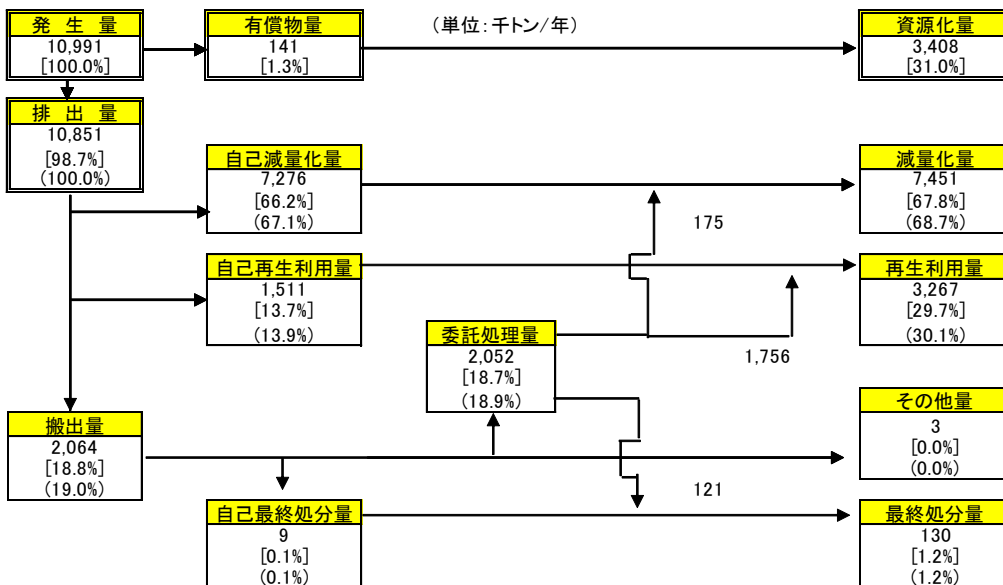 発 生 量
10,991
[100.0%]
有償物量
141
[1.3%]
(単位:千トン/年)
資源化量
3,408
[31.0%]
排 出 量
10,851
[98.7%]
(100.0%)
自己減量化量
7,276
[66.2%]
(67.1%)
減量化量
7,451
[67.8%]
(68.7%)
175
自己再生利用量
1,511
[13.7%]
(13.9%)
再生利用量
3,267
[29.7%]
(30.1%)
委託処理量
2,052
[18.7%]
(18.9%)
1,756
搬出量
2,064
[18.8%]
(19.0%)
その他量
3
[0.0%]
(0.0%)
121
自己最終処分量
9
[0.1%]
(0.1%)
最終処分量
130
[1.2%]
(1.2%)